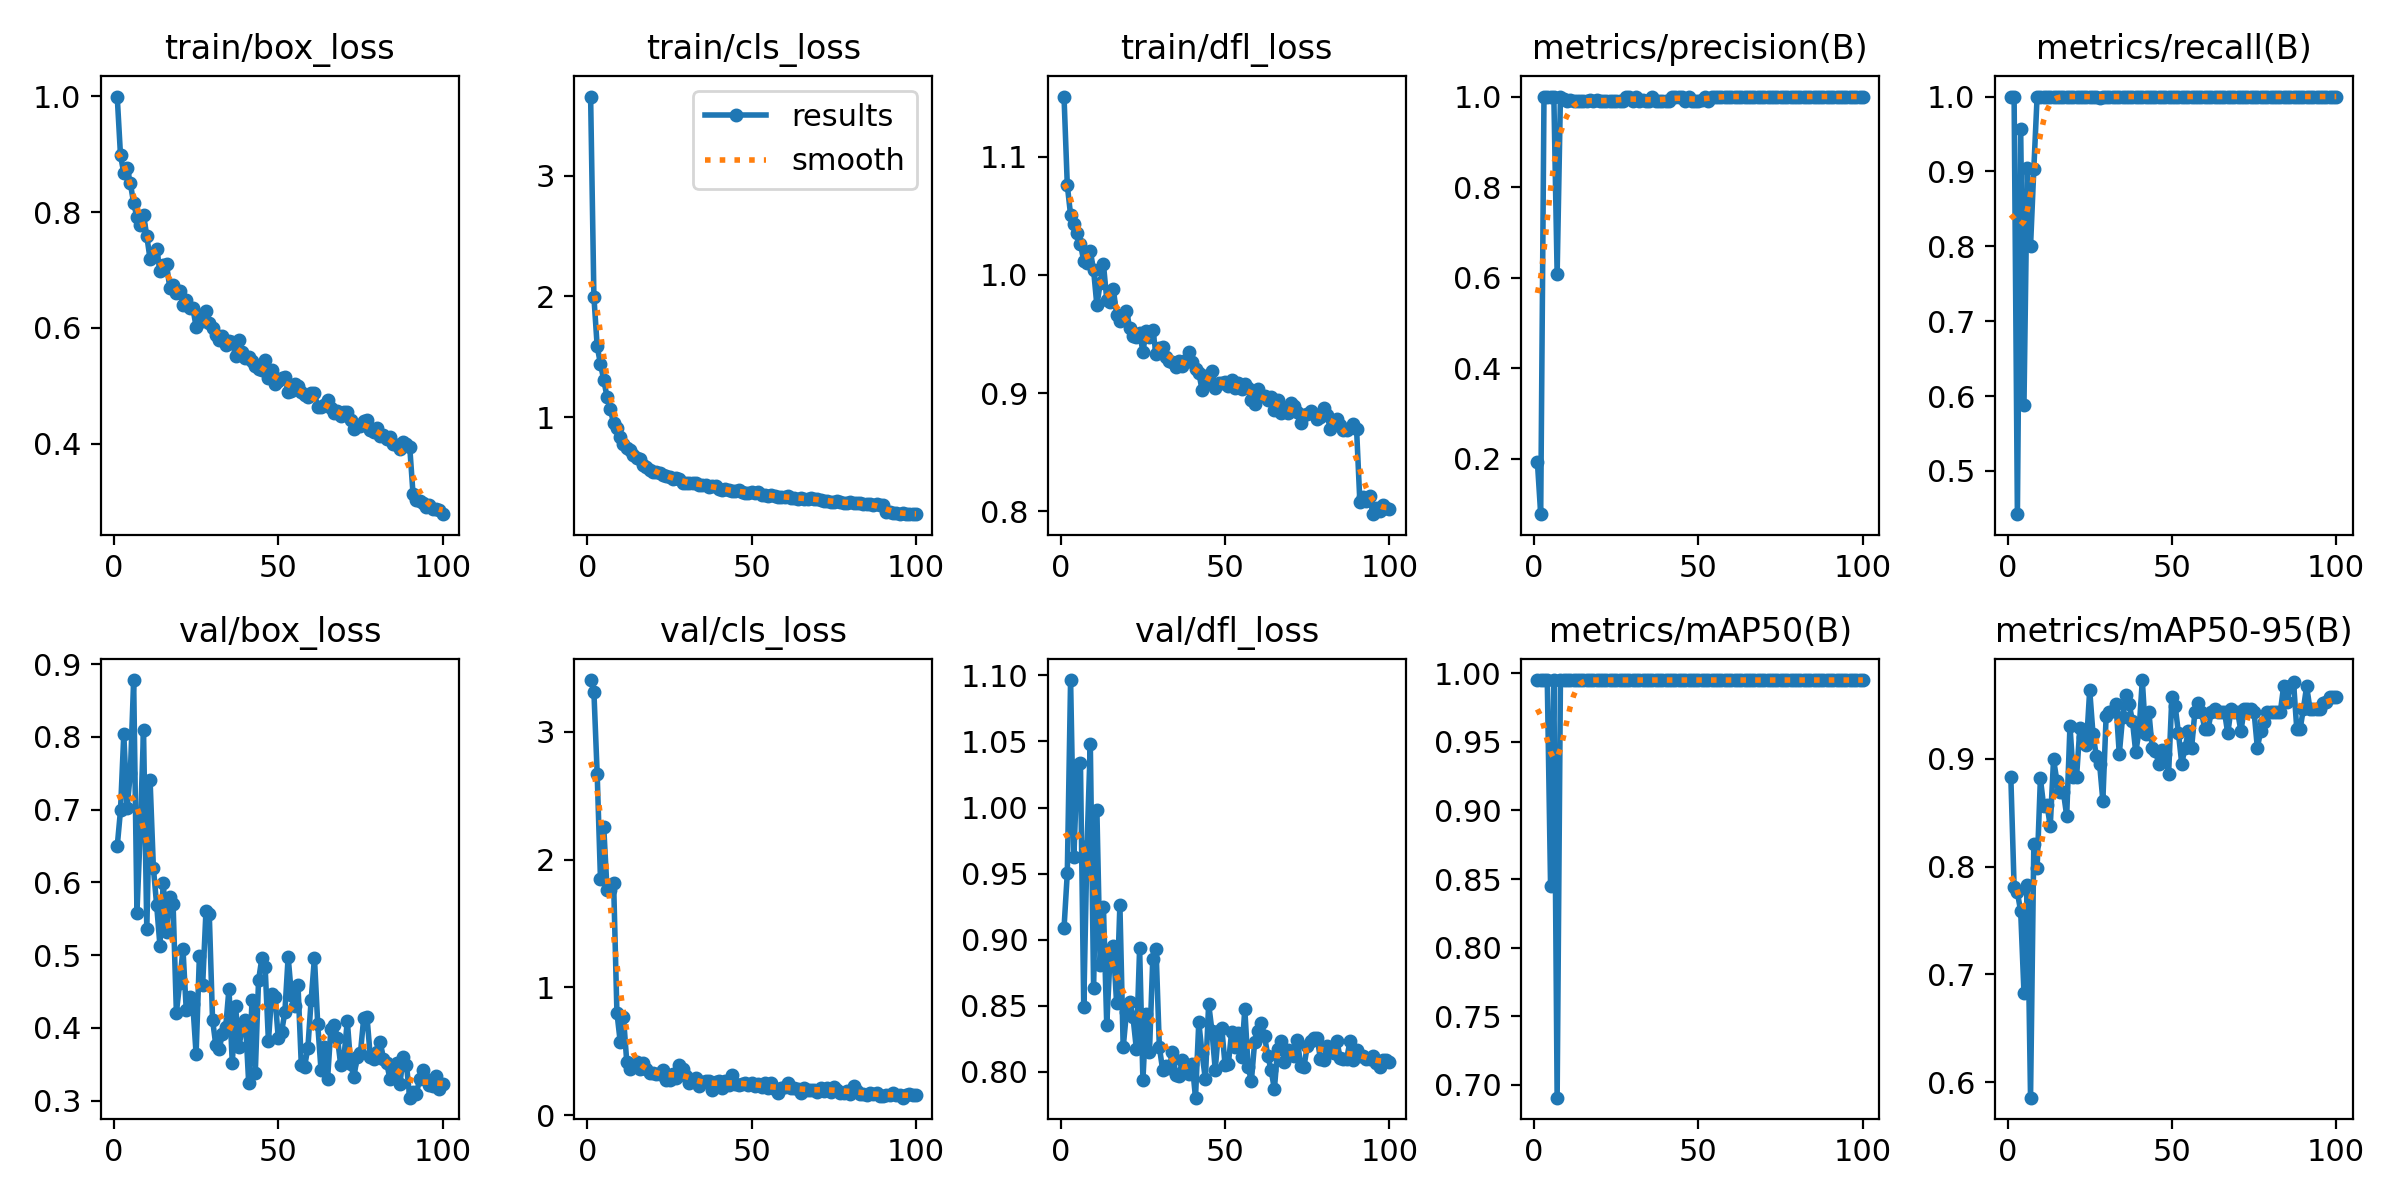 train/box_loss
1.0
0.8
0.6
0.4
0 50 100
train/cls_loss
results
smooth
3
2
1
0 50 100
train/dfl_loss
1.1
1.0
0.9
0.8
0 50 100
metrics/precision(B)
1.0
0.8
0.6
0.4
0.2
0 50 100
metrics/recall(B)
1.0
0.9
0.8
0.7
0.6
0.5
0 50 100
val/box_loss
0.9
0.8
0.7
0.6
0.5
0.4
0.3
0 50 100
val/cls_loss
3
2
1
0
0 50 100
val/dfl_loss
1.10
1.05
1.00
0.95
0.90
0.85
0.80
0 50 100
metrics/mAP50(B)
1.00
0.95
0.90
0.85
0.80
0.75
0.70
0 50 100
metrics/mAP50-95(B)
0.9
0.8
0.7
0.6
0 50 100